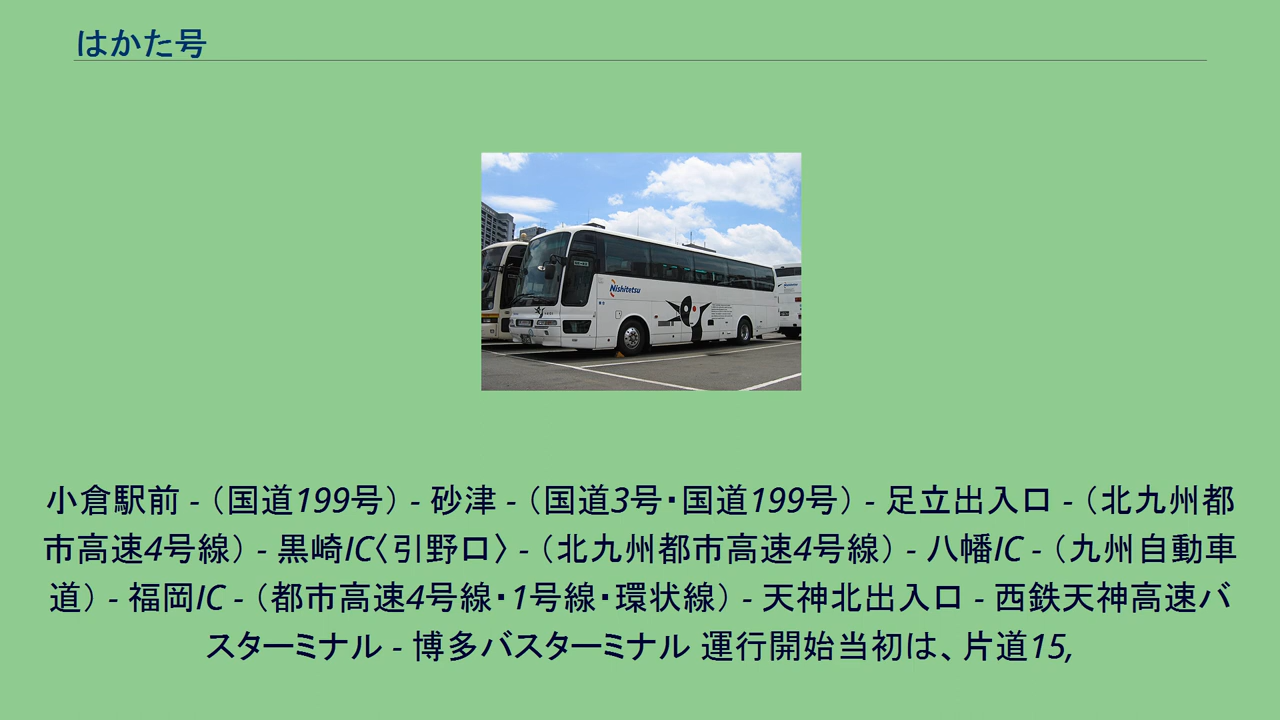 はかた号
Nishitetsu
小倉駅前 - （国道199号） - 砂津 - （国道3号・国道199号） - 足立出入口 - （北九州都
市高速4号線） - 黒崎IC〈引野口〉 - （北九州都市高速4号線） - 八幡IC - （九州自動車
道） - 福岡IC - （都市高速4号線・1号線・環状線） - 天神北出入口 - 西鉄天神高速バ
スターミナル - 博多バスターミナル 運行開始当初は、片道15,